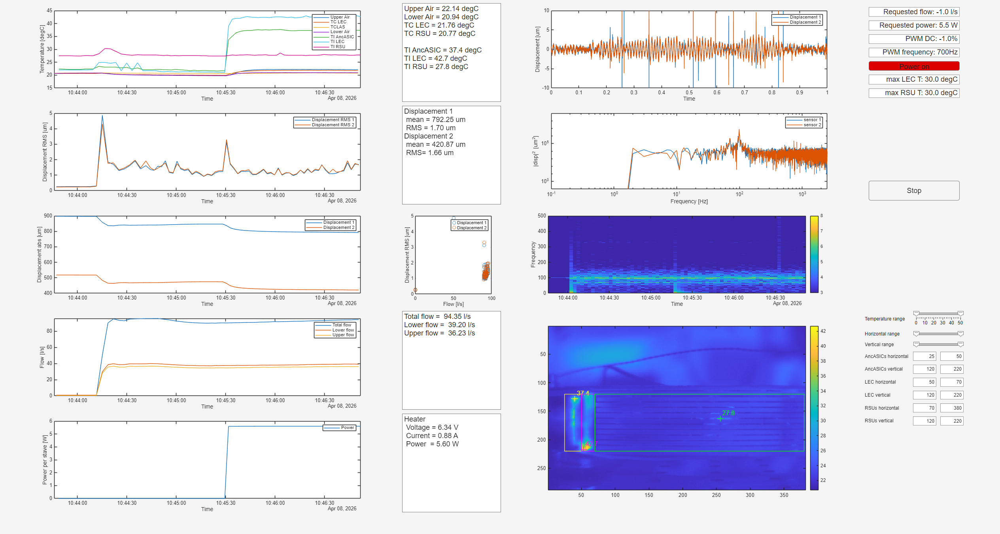 45
40
35
30
25
20
15
Temperature [degC]
Upper Air
TC LEC
TCLAS
Lower Air
TI AncASIC
TI LEC
TI RSU
10:44:00
10:44:30
10:45:00
10:45:30
10:46:00
10:46:30
Time
Apr 08, 2026
Upper Air = 22.14 degC
Lower Air = 20.94 degC
TC LEC = 21.76 degC
TC RSU = 20.77 degC
TI AncASIC = 37.4 degC
TI LEC = 42.7 degC
TI RSU = 27.8 degC
10
5
0
-5
-10
Displacement [um]
Displacement 1
Displacement 2
0
0.1
0.2
0.3
0.4
0.5
0.6
0.7
0.8
0.9
1
Time
Requested flow: -1.0 l/s
Requested power: 5.5 W
PWM DC: -1.0%
PWM frequency: 700Hz
Power on
max LEC T: 30.0 degC
max RSU T: 30.0 degC
5
4
3
2
1
0
Displacement RMS [um]
Displacement RMS 1
Displacement RMS 2
10:44:00
10:44:30
10:45:00
10:45:30
10:46:00
10:46:30
Time
Apr 08, 2026
Displacement 1
mean = 792.25 um
RMS = 1.70 um
Displacement 2
mean = 420.87 um
RMS= 1.66 um
10^5
10^0
|disp|^2 [um^2]
sensor 1
sensor 2
10^-1
10^0
10^1
10^2
10^3
Frequency [Hz]
Stop
900
800
700
600
500
400
Displacement abs [um]
Displacement 1
Displacement 2
10:44:00
10:44:30
10:45:00
10:45:30
10:46:00
10:46:30
Time
Apr 08, 2026
5
4
3
2
1
0
Displacement RMS [um]
Displacement 1
Displacement 2
0
50
100
Flow [l/s]
500
400
300
200
100
0
Frequency
10:44:00
10:44:30
10:45:00
10:45:30
10:46:00
10:46:30
Time
Apr 08, 2026
8
7
6
5
4
3
80
60
40
20
0
Flow [l/s]
Total flow
Lower flow
Upper flow
10:44:00
10:44:30
10:45:00
10:45:30
10:46:00
10:46:30
Time
Apr 08, 2026
Total flow = 94.35 l/s
Lower flow = 39.20 l/s
Upper flow = 36.23 l/s
50
100
150
200
250
37.4
42.7
27.8
50
100
150
200
250
300
350
42
40
38
36
34
32
30
28
26
24
22
Temperature range
0 10 20 30 40 50
Horizontal range
Vertical range
AncASICs horizontal 25 50
AncASICs vertical 120 220
LEC horizontal 50 70
LEC vertical 120 220
RSUs horizontal 70 380
RSUs vertical 120 220
6
5
4
3
2
1
0
Power per stave [W]
Power
10:44:00
10:44:30
10:45:00
10:45:30
10:46:00
10:46:30
Time
Apr 08, 2026
Heater
Voltage = 6.34 V
Current = 0.88 A
Power = 5.60 W